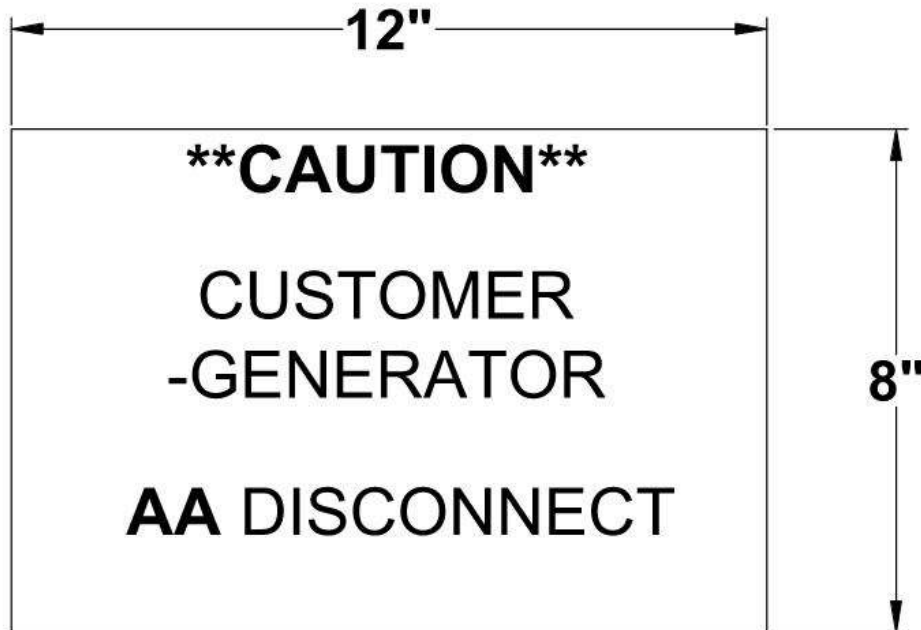 12"
**CAUTION**
CUSTOMER
-GENERATOR
8"
AA DISCONNECT